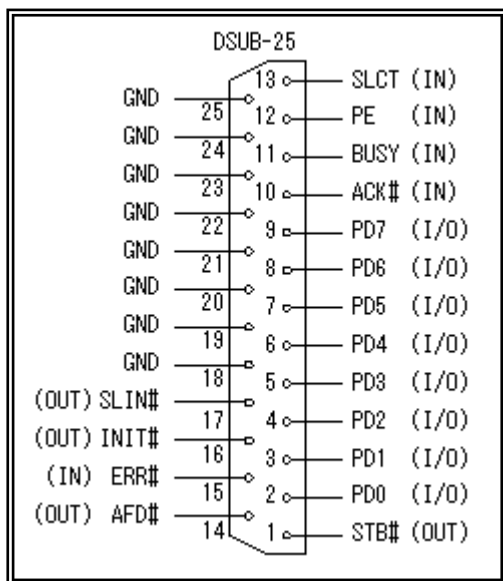 DSUB-25
13 SLCT (IN)
GND 25
12 PE (IN)
GND 24
11 BUSY (IN)
GND 23
10 ACK# (IN)
GND 22
9 PD7 (I/O)
GND 21
8 PD6 (I/O)
GND 20
7 PD5 (I/O)
GND 19
6 PD4 (I/O)
GND 18
5 PD3 (I/O)
(OUT) SLIN# 17
4 PD2 (I/O)
(OUT) INIT# 16
3 PD1 (I/O)
(IN) ERR# 15
2 PD0 (I/O)
(OUT) AFD# 14
1 STB# (OUT)